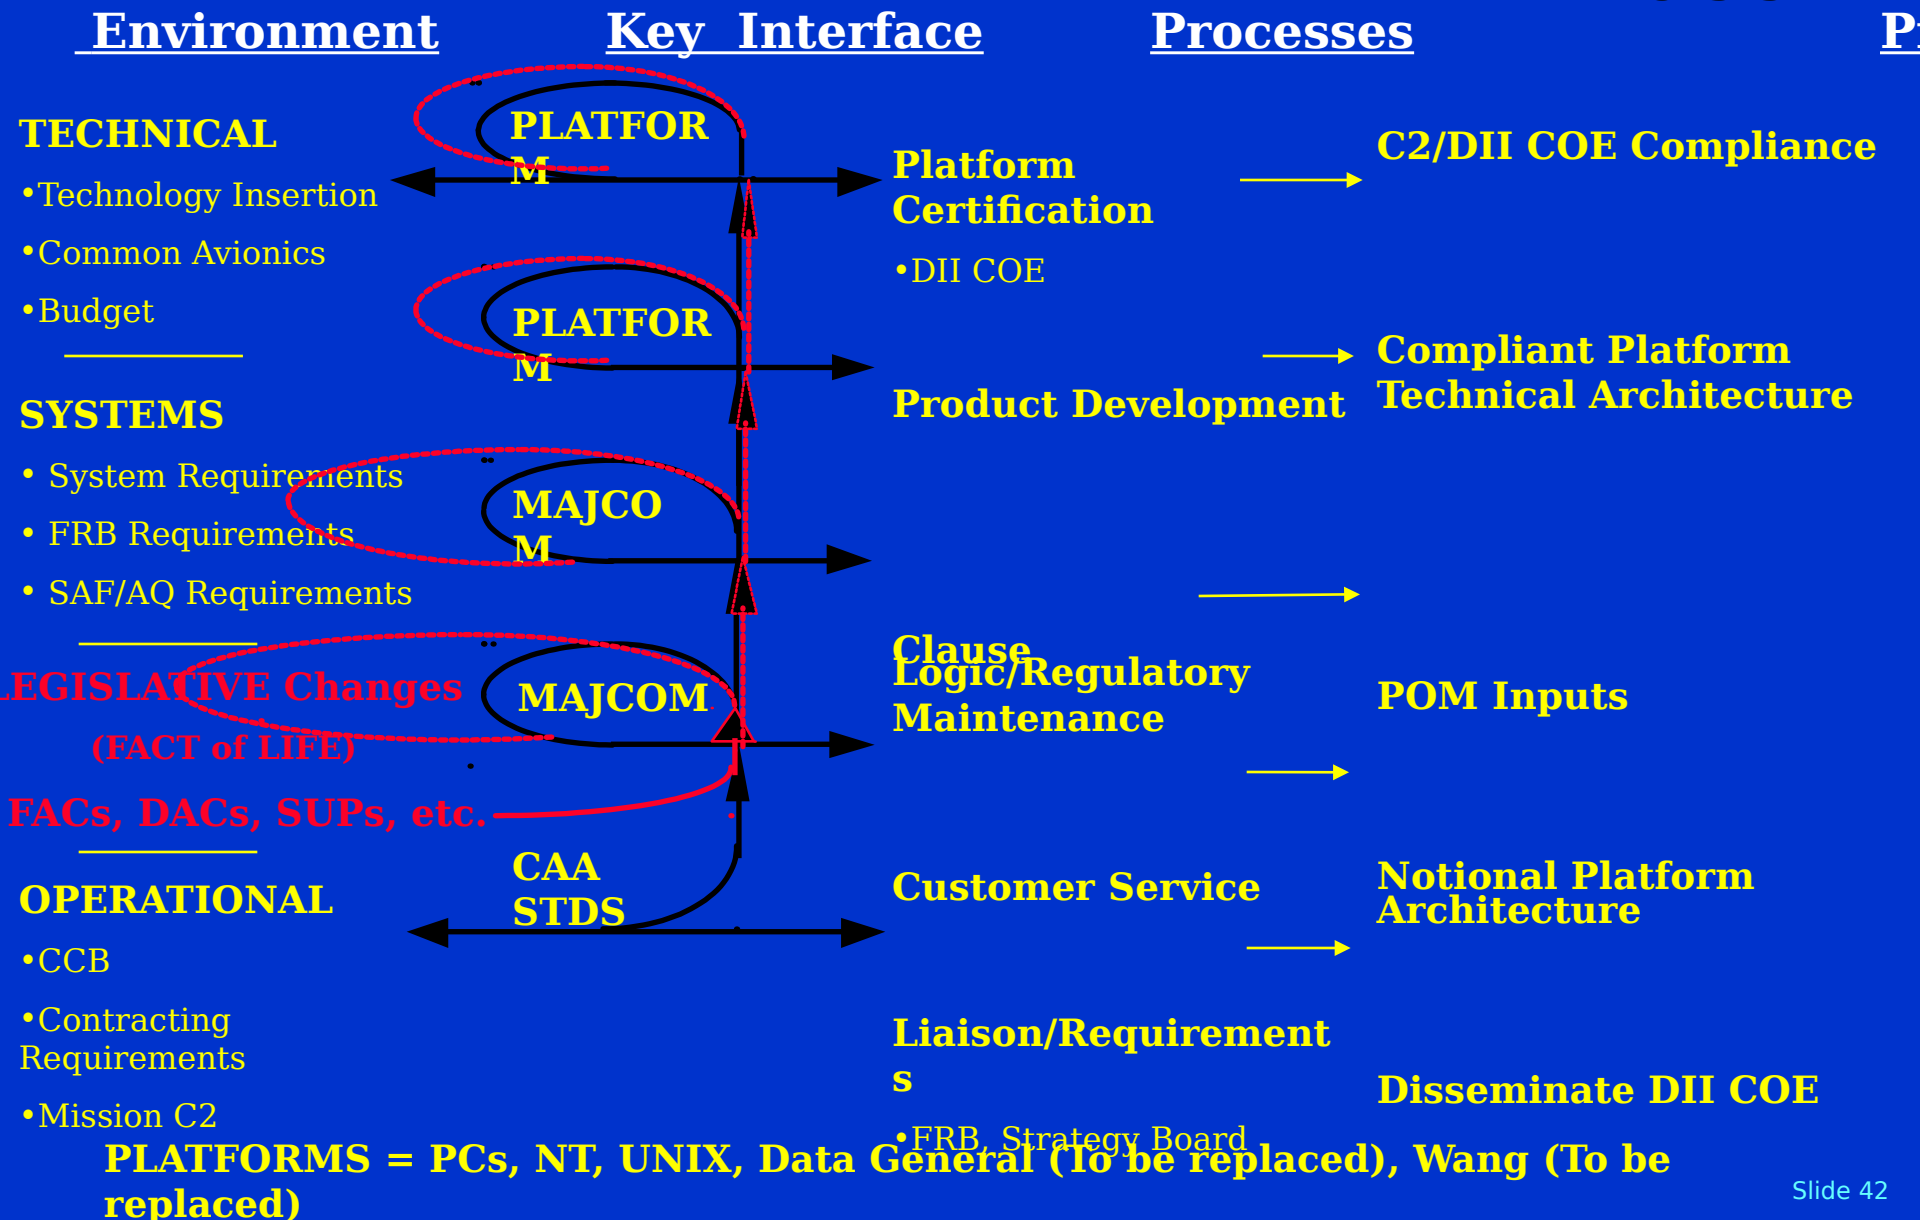 Environment
Key Interface
Processes
TECHNICAL
•Technology Insertion
•Common Avionics
•Budget
SYSTEMS
• System Requirements
• FRB Requirements
• SAF/AQ Requirements
LEGISLATIVE Changes
(FACT of LIFE)
FACs, DACs, SUPs, etc.
OPERATIONAL
•CCB
•Contracting
Requirements
•Mission C2
PLATFOR
M
PLATFOR
M
MAJCO
M
MAJCOM
CAA
STDS
Platform
Certification
•DII COE
Product Development
Clause
Logic/Regulatory
Maintenance
Customer Service
Liaison/Requirement
s
•FRB, Strategy Board
C2/DII COE Compliance
Compliant Platform
Technical Architecture
POM Inputs
Notional Platform
Architecture
Disseminate DII COE
PLATFORMS = PCs, NT, UNIX, Data General (To be replaced), Wang (To be
replaced)
Slide 42